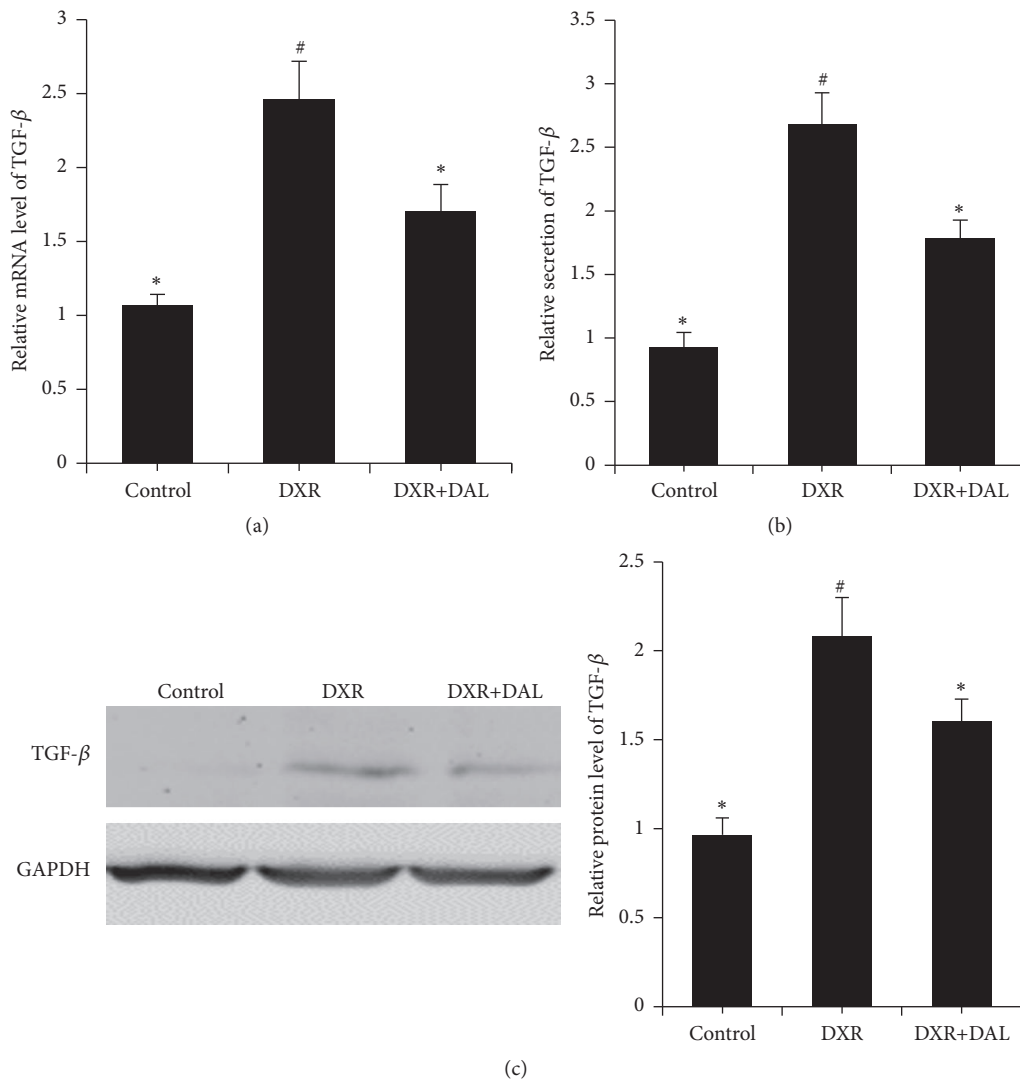 Relative mRNA level of TGF-β
3
2.5
2
1.5
1
0.5
0
*
#
*
Control DXR DXR+DAL
(a)
Relative secretion of TGF-β
3.5
3
2.5
2
1.5
1
0.5
0
*
#
*
Control DXR DXR+DAL
(b)
Control DXR DXR+DAL
TGF-β
GAPDH
Relative protein level of TGF-β
2.5
2
1.5
1
0.5
0
*
#
*
Control DXR DXR+DAL
(c)